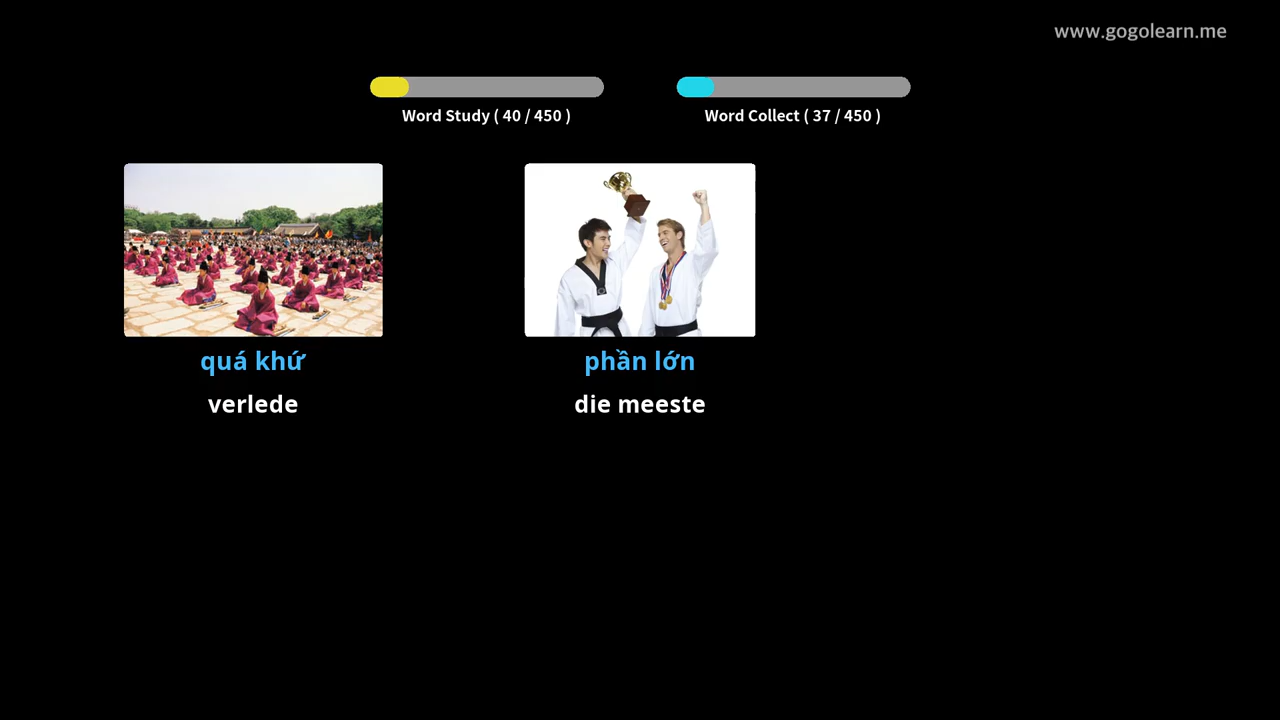 www.gogolearn.me
Word Study ( 40 / 450 )
Word Collect ( 37 / 450 )
quá khứ
verlede
phần lớn
die meeste